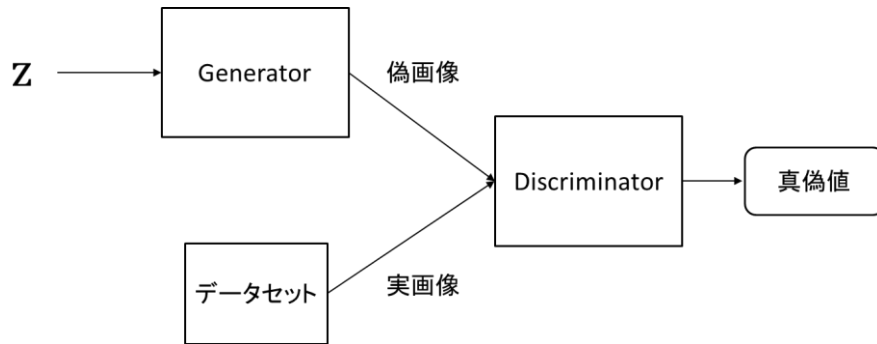 z
Generator
偽画像
Discriminator
真偽値
データセット
実画像